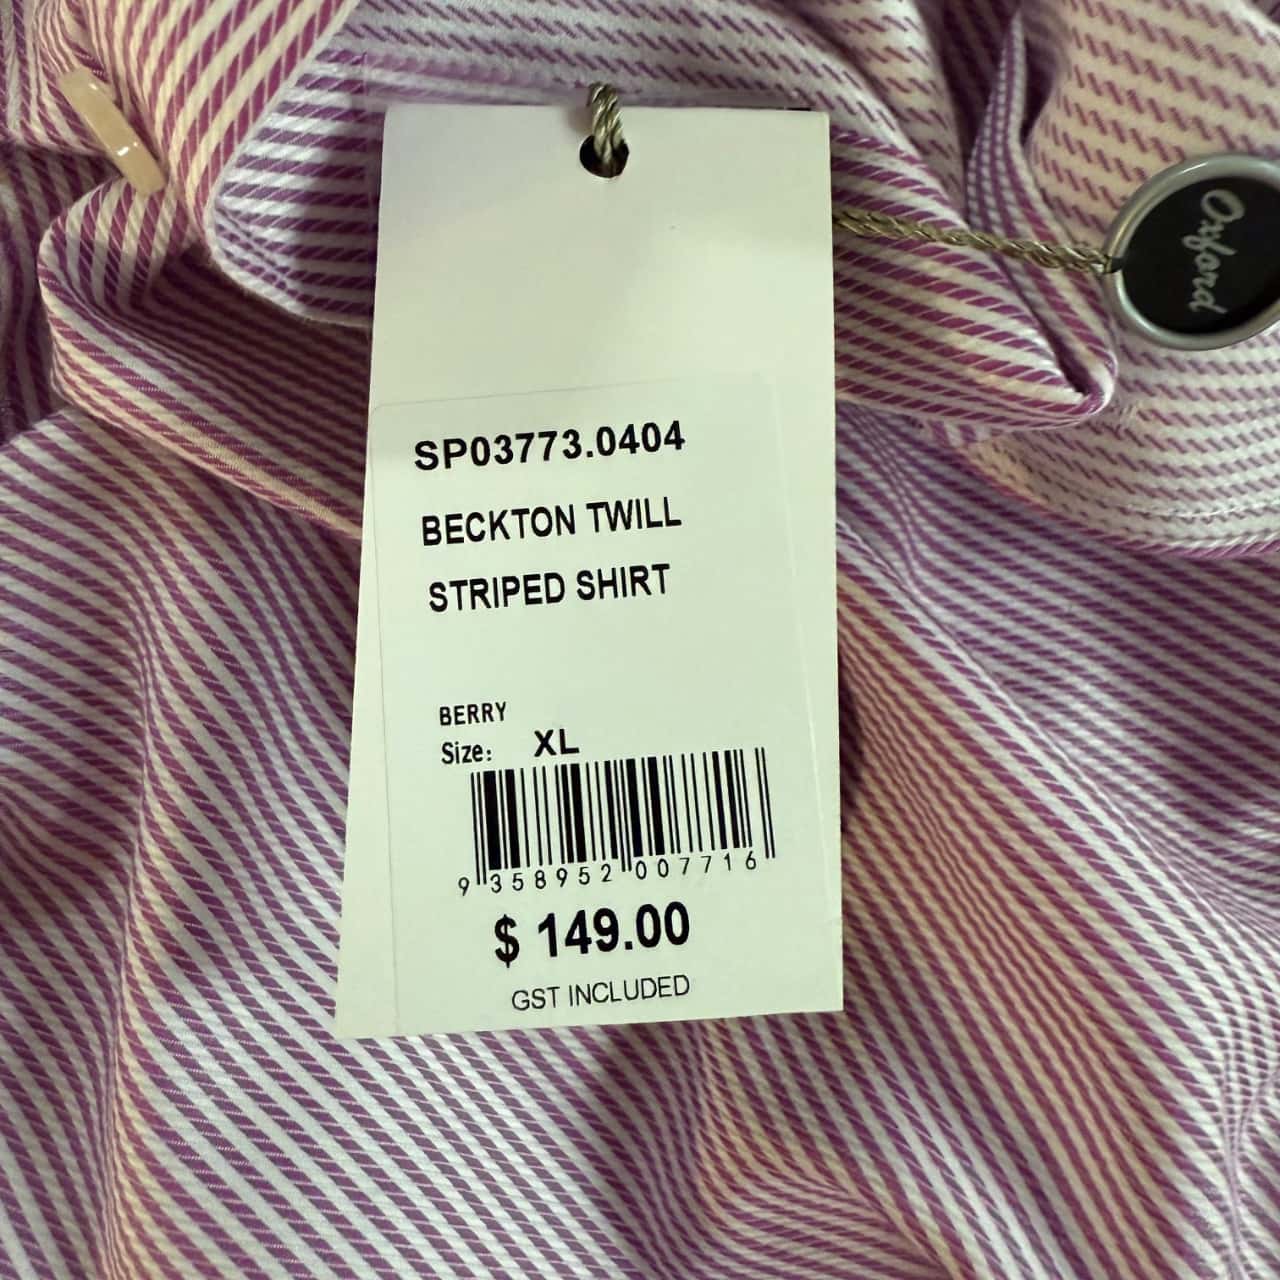 Oxford
SP03773.0404
BECKTON TWILL
STRIPED SHIRT
BERRY
Size: XL
9 358952 007716
$ 149.00
GST INCLUDED